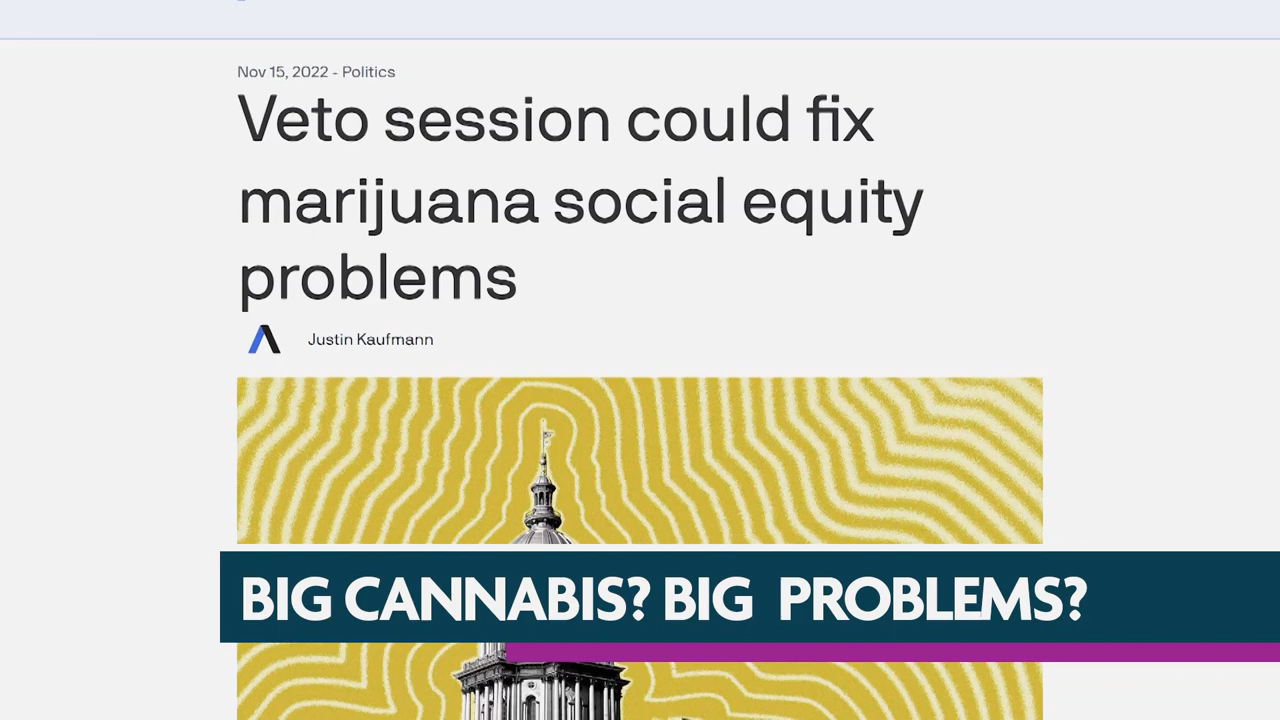 Nov 15, 2022 - Politics
Veto session could fix
marijuana social equity
problems
Justin Kaufmann
BIG CANNABIS? BIG PROBLEMS?